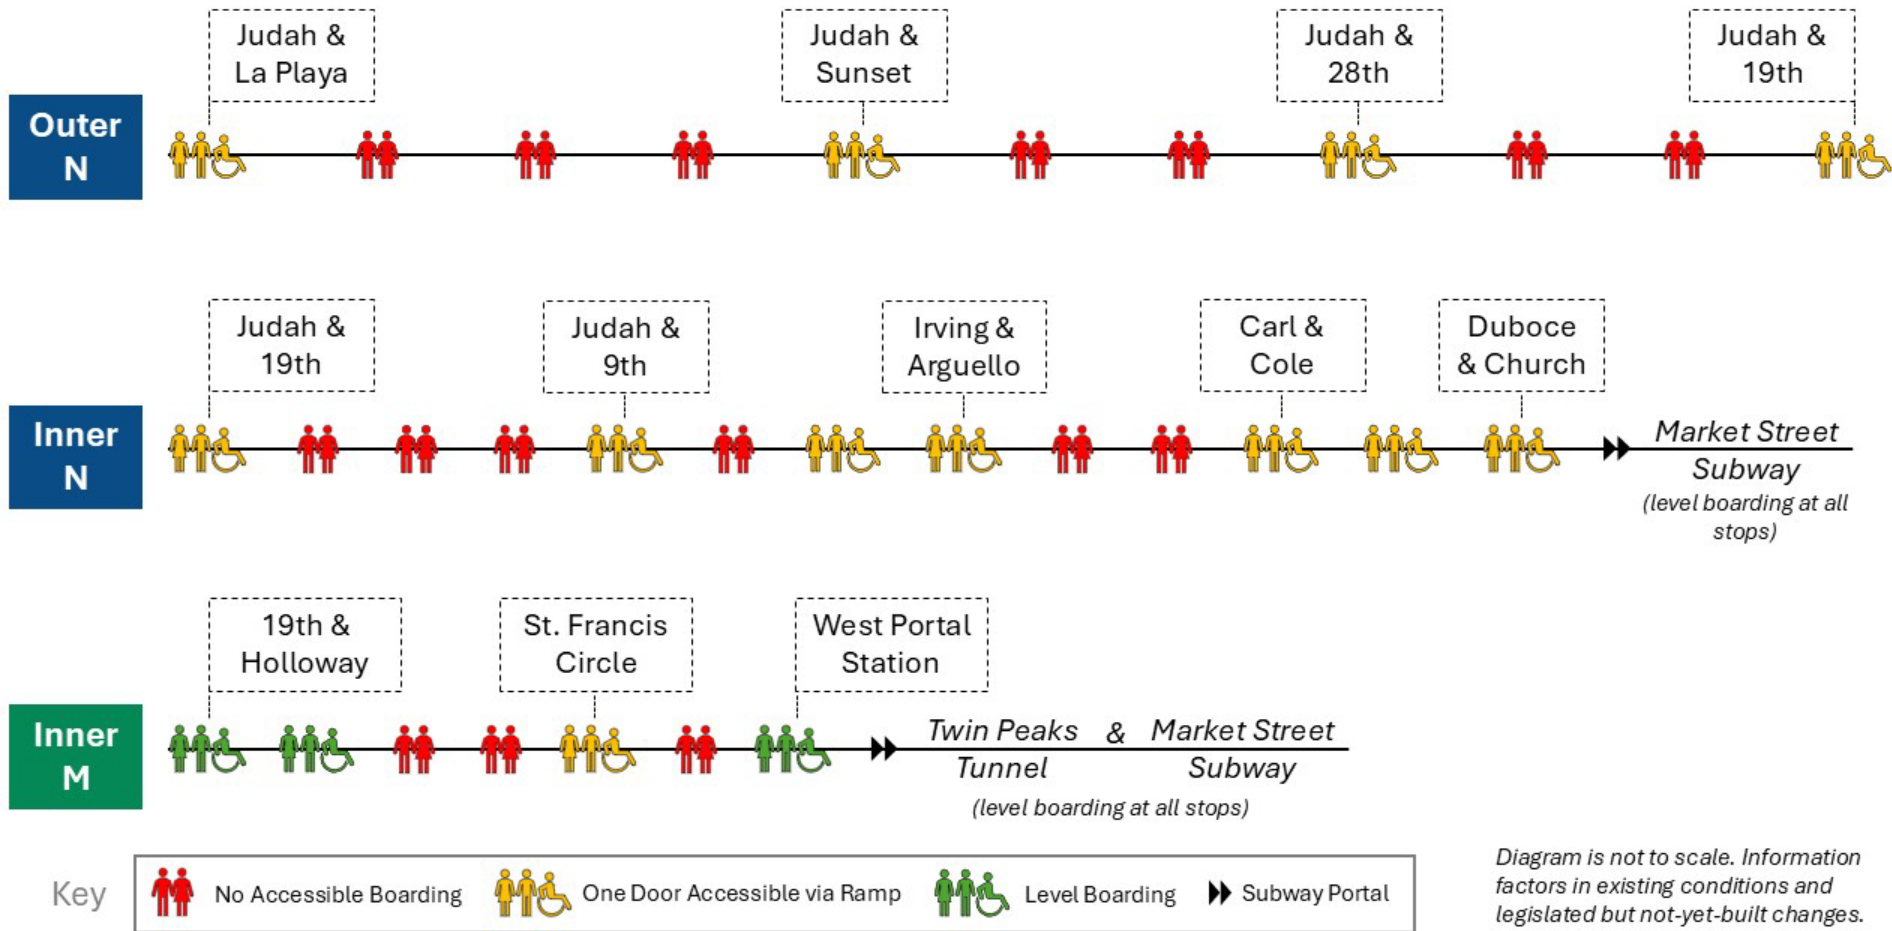 Judah &
La Playa
Judah &
Sunset
Judah &
28th
Judah &
19th
Outer
N
Judah &
19th
Judah &
9th
Irving &
Arguello
Carl &
Cole
Duboce
& Church
Inner
N
Market Street
Subway
(level boarding at all
stops)
19th &
Holloway
St. Francis
Circle
West Portal
Station
Inner
M
Twin Peaks & Market Street
Tunnel Subway
(level boarding at all stops)
Key
No Accessible Boarding
One Door Accessible via Ramp
Level Boarding
Subway Portal
Diagram is not to scale. Information
factors in existing conditions and
legislated but not-yet-built changes.